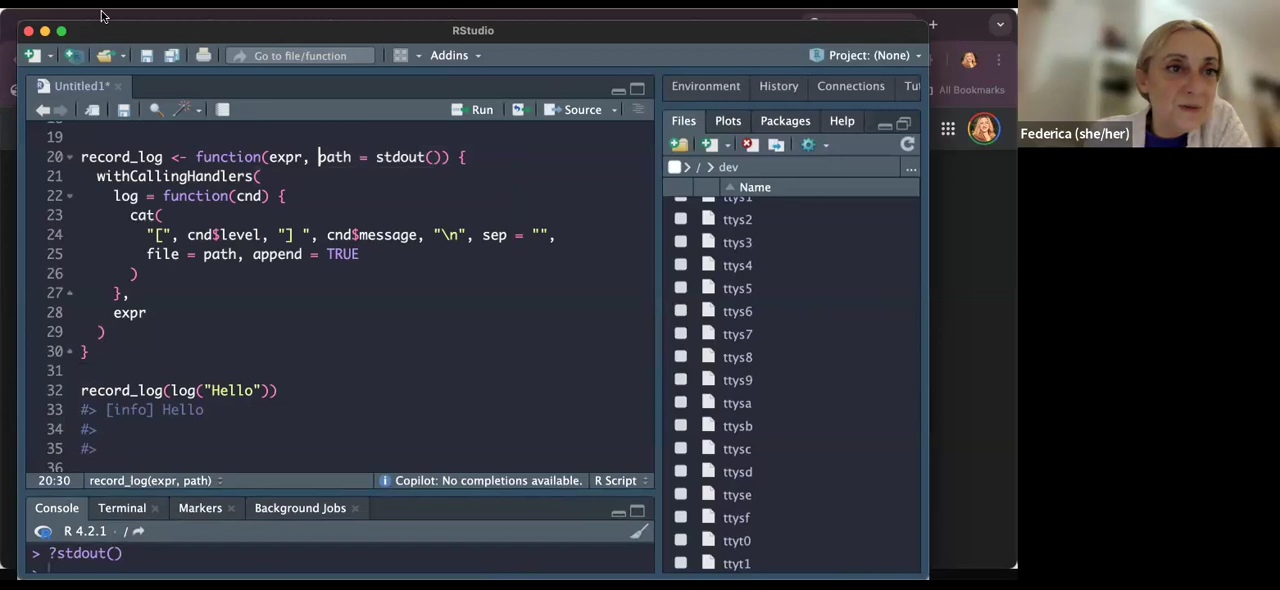 RStudio
Go to file/function
Addins
Project: (None)
Untitled1*
Run
Source
19
20 record_log <- function(expr, path = stdout()) {
21 withCallingHandlers(
22 log = function(cnd) {
23 cat(
24 "[", cnd$level, "] ", cnd$message, "\n", sep = "",
25 file = path, append = TRUE
26 )
27 },
28 expr
29 )
30 }
31
32 record_log(log("Hello"))
33 #> [info] Hello
34 #>
35 #>
36
20:30 record_log(expr, path)
Copilot: No completions available.
R Script
Console Terminal Markers Background Jobs
R 4.2.1 · /
> ?stdout()
Environment History Connections Tu
Files Plots Packages Help
/ dev
...
Name
ttys1
ttys2
ttys3
ttys4
ttys5
ttys6
ttys7
ttys8
ttys9
ttysa
ttysb
ttysc
ttysd
ttyse
ttysf
ttyt0
ttyt1
All Bookmarks
Federica (she/her)